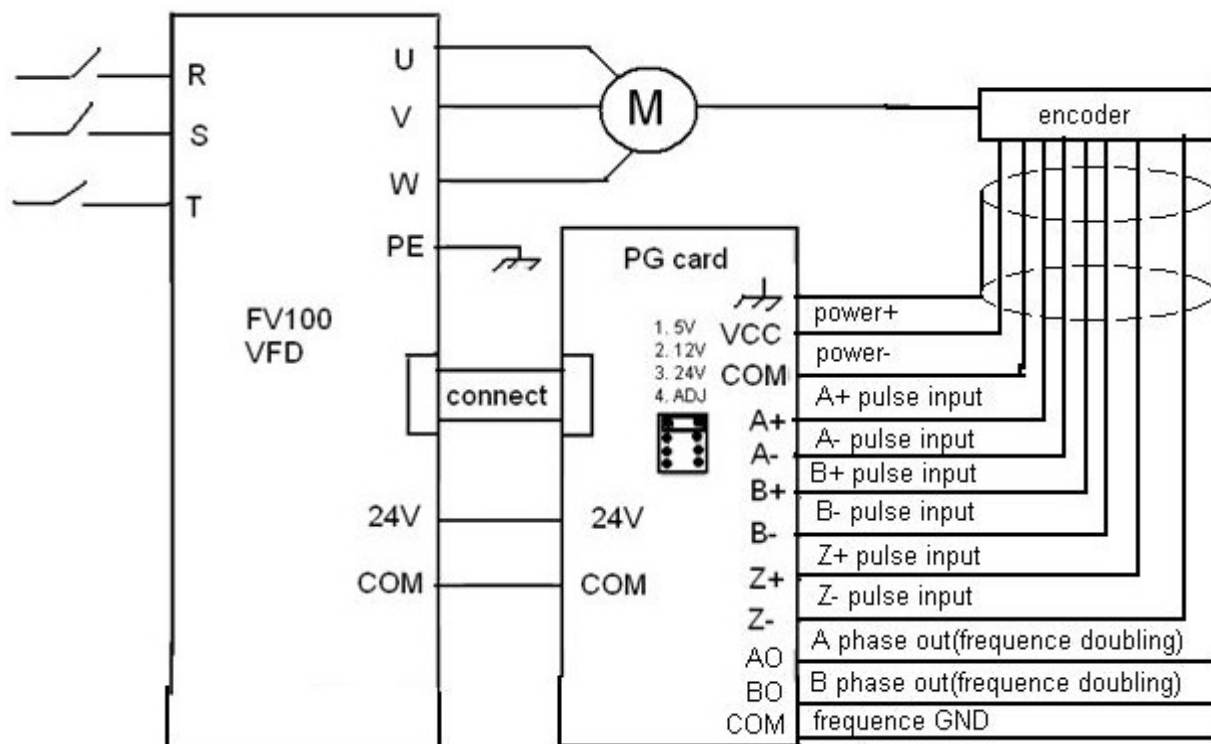 R
S
T
U
V
W
PE
FV100
VFD
M
encoder
connect
24V
COM
PG card
1. 5V
2. 12V
3. 24V
4. ADJ
24V
COM
VCC
COM
A+
A-
B+
B-
Z+
Z-
AO
BO
COM
power+
power-
A+ pulse input
A- pulse input
B+ pulse input
B- pulse input
Z+ pulse input
Z- pulse input
A phase out(frequence doubling)
B phase out(frequence doubling)
frequence GND